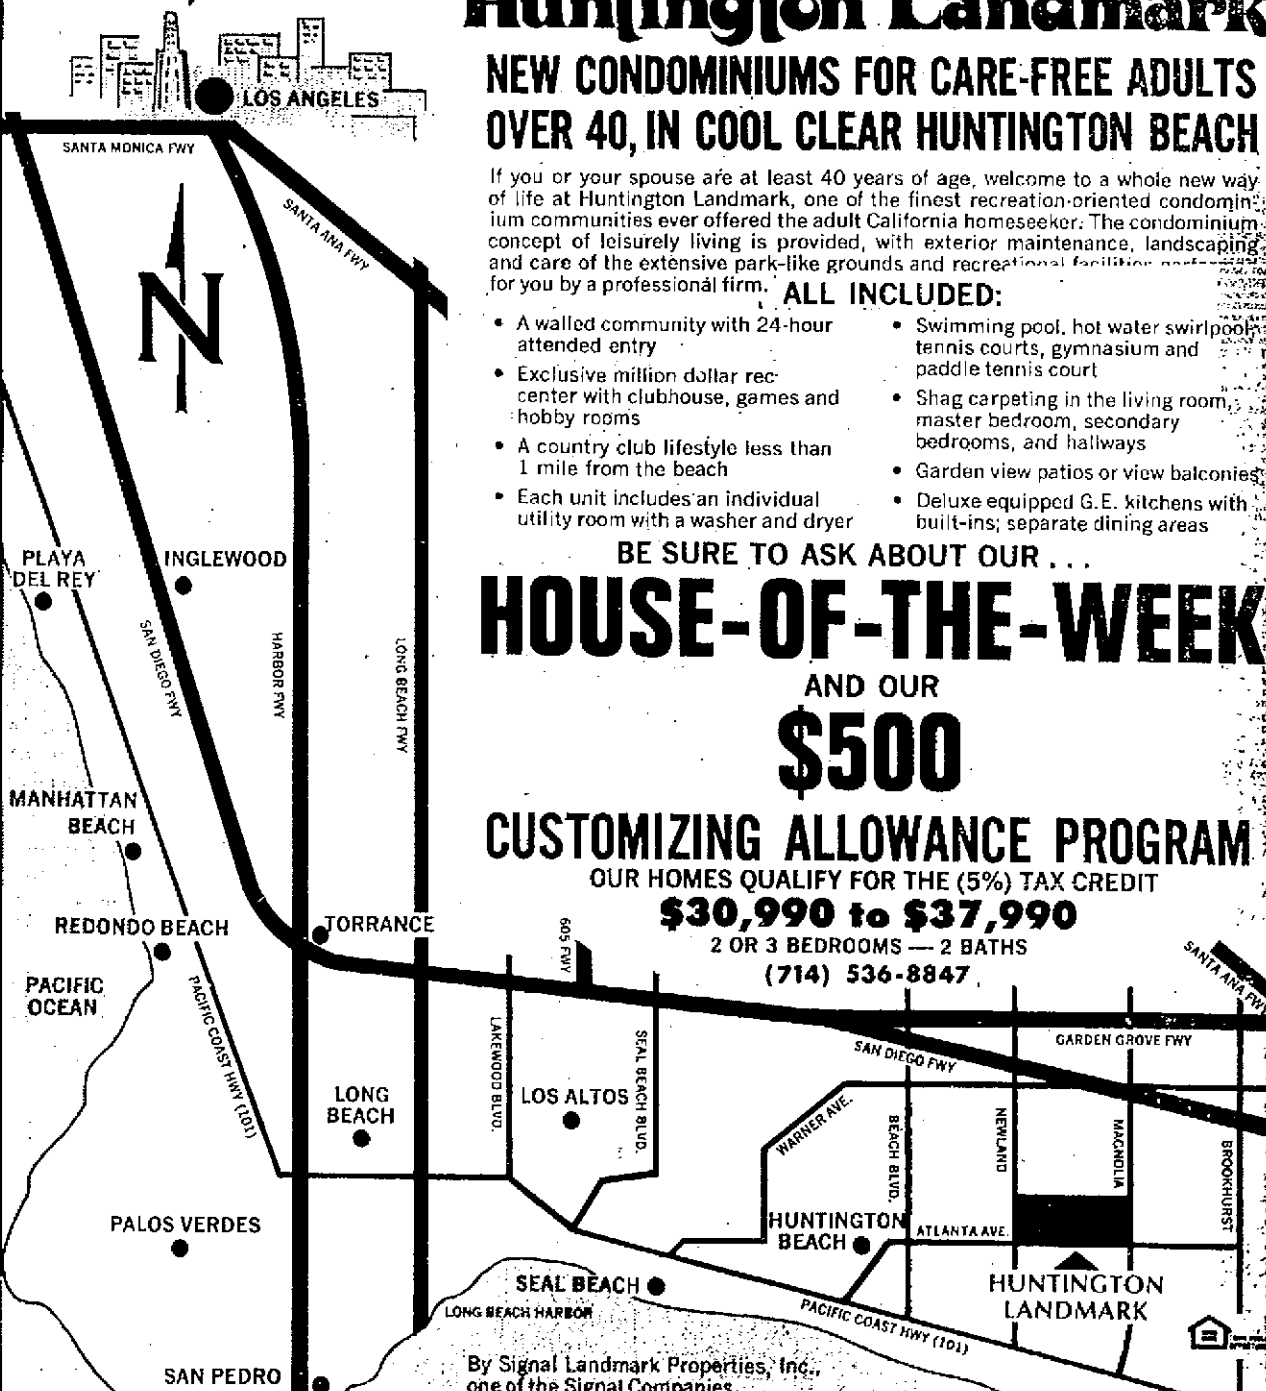 Huntington Landmark
NEW CONDOMINIUMS FOR CARE-FREE ADULTS
OVER 40, IN COOL CLEAR HUNTINGTON BEACH
If you or your spouse are at least 40 years of age, welcome to a whole new way
of life at Huntington Landmark, one of the finest recreation-oriented condomin-
ium communities ever offered the adult California homeseeker. The condominium
concept of leisurely living is provided, with exterior maintenance, landscaping
and care of the extensive park-like grounds and recreational facilities
for you by a professional firm.
ALL INCLUDED:
• A walled community with 24-hour
attended entry
• Exclusive million dollar rec-
center with clubhouse, games and
hobby rooms
• A country club lifestyle less than
1 mile from the beach
• Each unit includes an individual
utility room with a washer and dryer
• Swimming pool, hot water swirlpool,
tennis courts, gymnasium and
paddle tennis court
• Shag carpeting in the living room,
master bedroom, secondary
bedrooms, and hallways
• Garden view patios or view balconies
• Deluxe equipped G.E. kitchens with
built-ins; separate dining areas
BE SURE TO ASK ABOUT OUR . . .
HOUSE-OF-THE-WEEK
AND OUR
$500
CUSTOMIZING ALLOWANCE PROGRAM
OUR HOMES QUALIFY FOR THE (5%) TAX CREDIT
$30,990 to $37,990
2 OR 3 BEDROOMS — 2 BATHS
(714) 536-8847
LOS ANGELES
SANTA MONICA FWY
SANTA ANA FWY
N
PLAYA
DEL REY
INGLEWOOD
SAN DIEGO FWY
HARBOR FWY
LONG BEACH FWY
MANHATTAN
BEACH
REDONDO BEACH
TORRANCE
605 FWY
SANTA ANA FWY
PACIFIC
OCEAN
PACIFIC COAST HWY (101)
LAKEWOOD BLVD.
SEAL BEACH BLVD.
SAN DIEGO FWY
GARDEN GROVE FWY
LONG
BEACH
LOS ALTOS
WARNER AVE.
BEACH BLVD.
NEWLAND
MAGNOLIA
BROOKHURST
PALOS VERDES
HUNTINGTON
BEACH
ATLANTA AVE.
SEAL BEACH
HUNTINGTON
LANDMARK
LONG BEACH HARBOR
PACIFIC COAST HWY (101)
SAN PEDRO
By Signal Landmark Properties, Inc.,
one of the Signal Companies